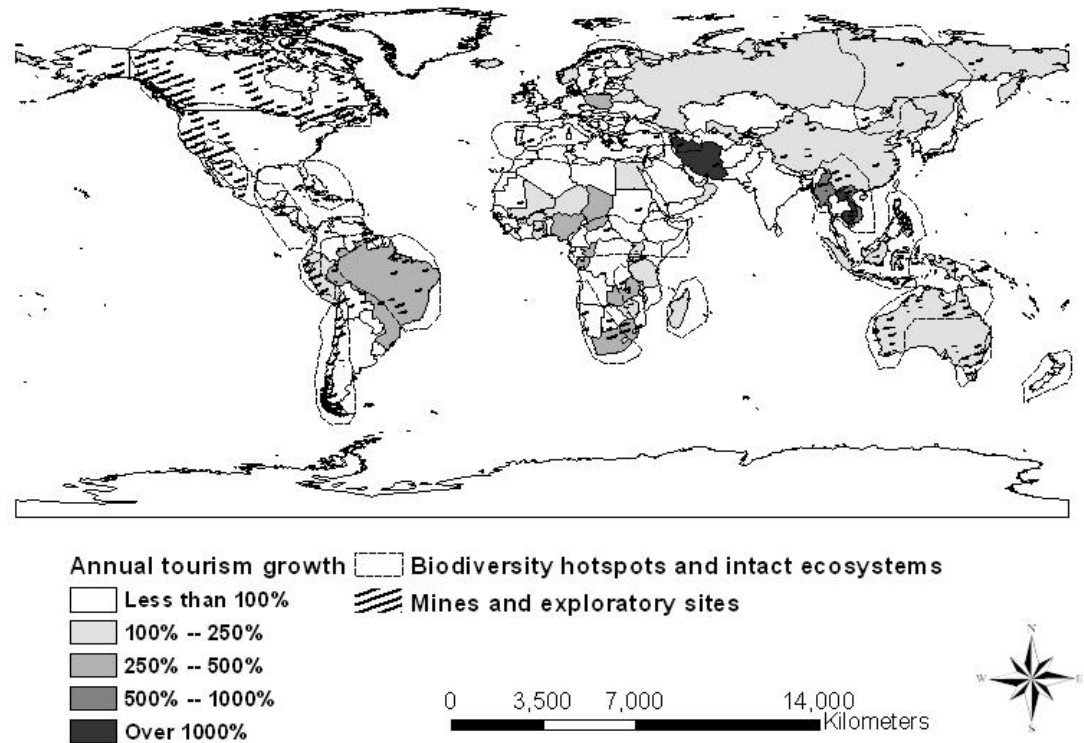 Annual tourism growth
Less than 100%
100% -- 250%
250% -- 500%
500% -- 1000%
Over 1000%
Biodiversity hotspots and intact ecosystems
Mines and exploratory sites
0 3,500 7,000 14,000
Kilometers
N
W E
S